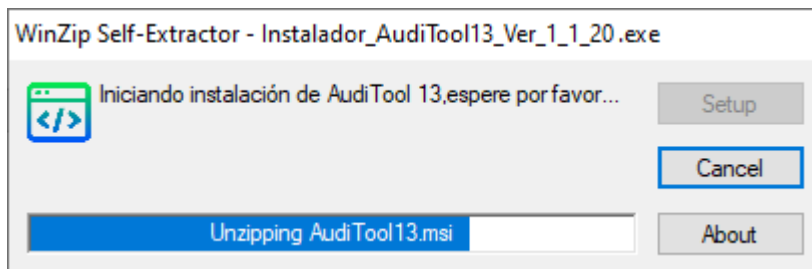 WinZip Self-Extractor - Instalador_AudiTool13_Ver_1_1_20.exe
</>
Iniciando instalación de AudiTool 13,espere por favor...
Setup
Cancel
Unzipping AudiTool13.msi
About